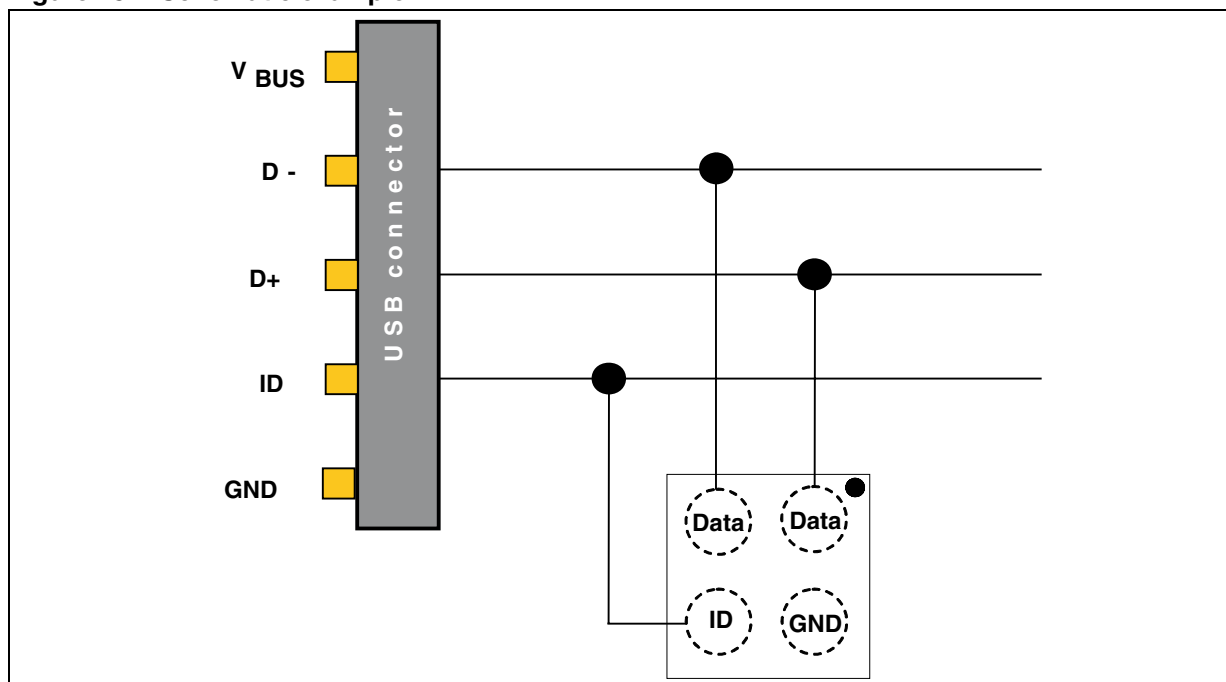 V BUS
D -
D+
ID
GND
USB connector
Data Data
ID GND